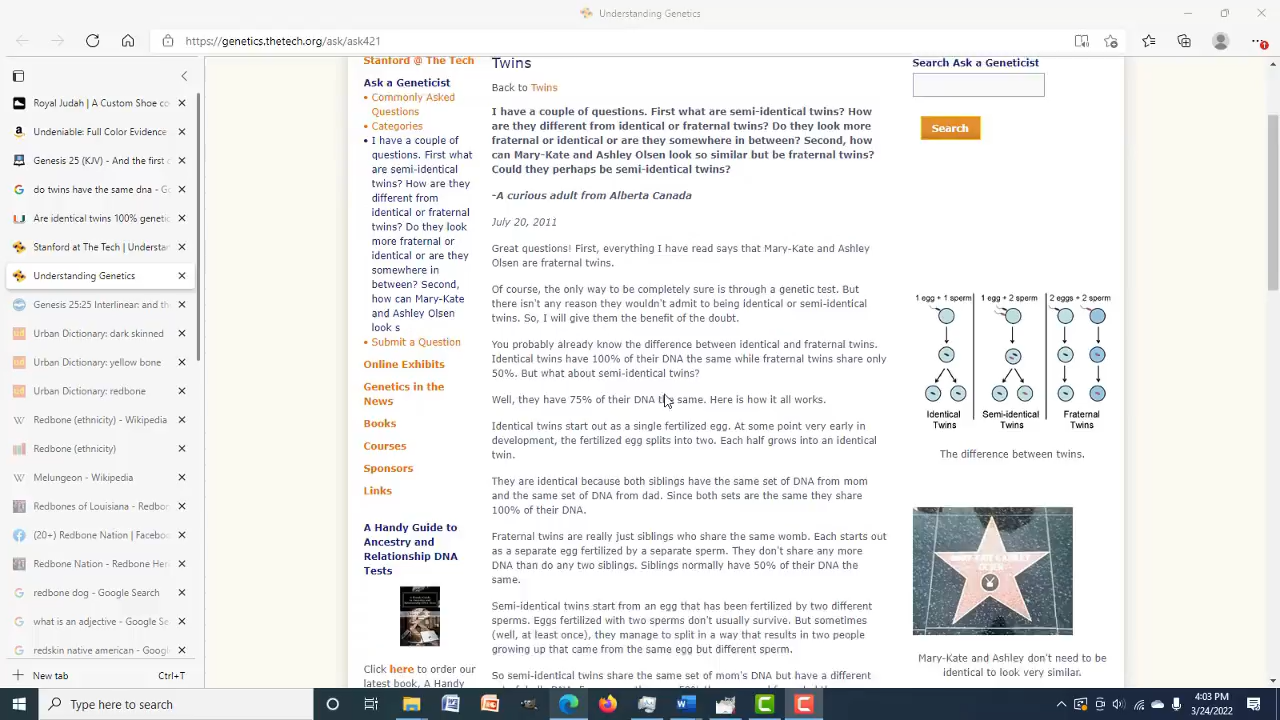 Understanding Genetics
https://genetics.thetech.org/ask/ask421
Royal Judah | A Custom Shoe co
Undeniable: Full Color Evidence
Genesis 25 (KJV) - And the first c
do twins have the same dna - Go
Are identical twins 100% genetic
Stanford at The Tech | Understan
Understanding Genetics
Genesis 25:25 Interlinear: and th
Urban Dictionary: dark skinned
Urban Dictionary: yellow bone
Urban Dictionary: redbone
Redbone (ethnicity) - Wikipedia
Redbone (ethnicity)
Melungeon - Wikipedia
Redbones of Louisiana - Redbon
(20+) Redbone Nation | Facebook
Redbone Nation - Redbone Her
redbone dog - Google Search
what is an adjective - Google Se
redskin native american - Google
New tab Ctrl+T
Stanford @ The Tech
Ask a Geneticist
Commonly Asked
Questions
Categories
I have a couple of
questions. First what
are semi-identical
twins? How are they
different from
identical or fraternal
twins? Do they look
more fraternal or
identical or are they
somewhere in
between? Second,
how can Mary-Kate
and Ashley Olsen
look s
Submit a Question
Online Exhibits
Genetics in the
News
Books
Courses
Sponsors
Links
A Handy Guide to
Ancestry and
Relationship DNA
Tests
Click here to order our
latest book, A Handy
Twins
Back to Twins
I have a couple of questions. First what are semi-identical twins? How
are they different from identical or fraternal twins? Do they look more
fraternal or identical or are they somewhere in between? Second, how
can Mary-Kate and Ashley Olsen look so similar but be fraternal twins?
Could they perhaps be semi-identical twins?
-A curious adult from Alberta Canada
July 20, 2011
Great questions! First, everything I have read says that Mary-Kate and Ashley
Olsen are fraternal twins.
Of course, the only way to be completely sure is through a genetic test. But
there isn't any reason they wouldn't admit to being identical or semi-identical
twins. So, I will give them the benefit of the doubt.
You probably already know the difference between identical and fraternal twins.
Identical twins have 100% of their DNA the same while fraternal twins share only
50%. But what about semi-identical twins?
Well, they have 75% of their DNA the same. Here is how it all works.
Identical twins start out as a single fertilized egg. At some point very early in
development, the fertilized egg splits into two. Each half grows into an identical
twin.
They are identical because both siblings have the same set of DNA from mom
and the same set of DNA from dad. Since both sets are the same they share
100% of their DNA.
Fraternal twins are really just siblings who share the same womb. Each starts out
as a separate egg fertilized by a separate sperm. They don't share any more
DNA than do any two siblings. Siblings normally have 50% of their DNA the
same.
Semi-identical twins start from an egg that has been fertilized by two different
sperms. Eggs fertilized with two sperms don't usually survive. But sometimes
(well, at least once), they manage to split in a way that results in two people
growing up that came from the same egg but different sperm.
So semi-identical twins share the same set of mom's DNA but have a different
Search Ask a Geneticist
Search
1 egg + 1 sperm 1 egg + 2 sperm 2 eggs + 2 sperm
Identical Twins Semi-identical Twins Fraternal Twins
The difference between twins.
Mary-Kate and Ashley don't need to be
identical to look very similar.
Type here to search
4:03 PM
3/24/2022